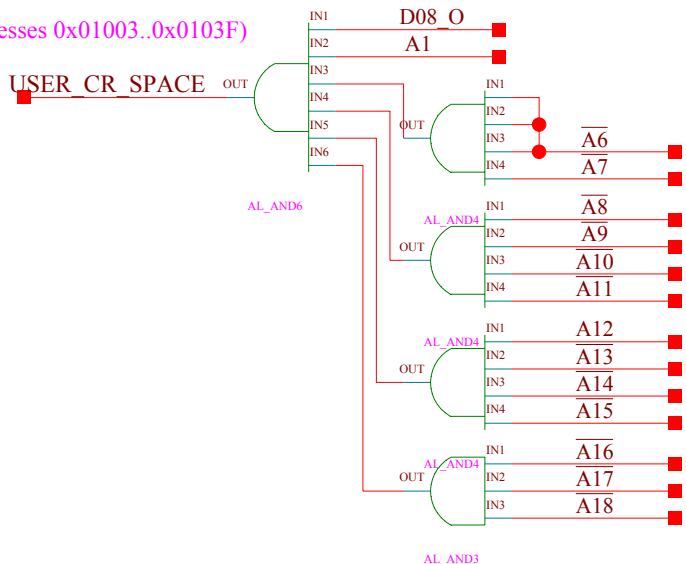 esses 0x01003..0x0103F)
IN1
D08_O
IN2
A1
USER_CR_SPACE
OUT
IN3
IN4
IN5
IN6
AL_AND6
IN1
IN2
OUT
IN3
A6
IN4
A7
AL_AND4
IN1
A8
IN2
A9
OUT
IN3
A10
IN4
A11
AL_AND4
IN1
A12
IN2
A13
OUT
IN3
A14
IN4
A15
AL_AND4
IN1
A16
IN2
A17
OUT
IN3
A18
AL_AND3